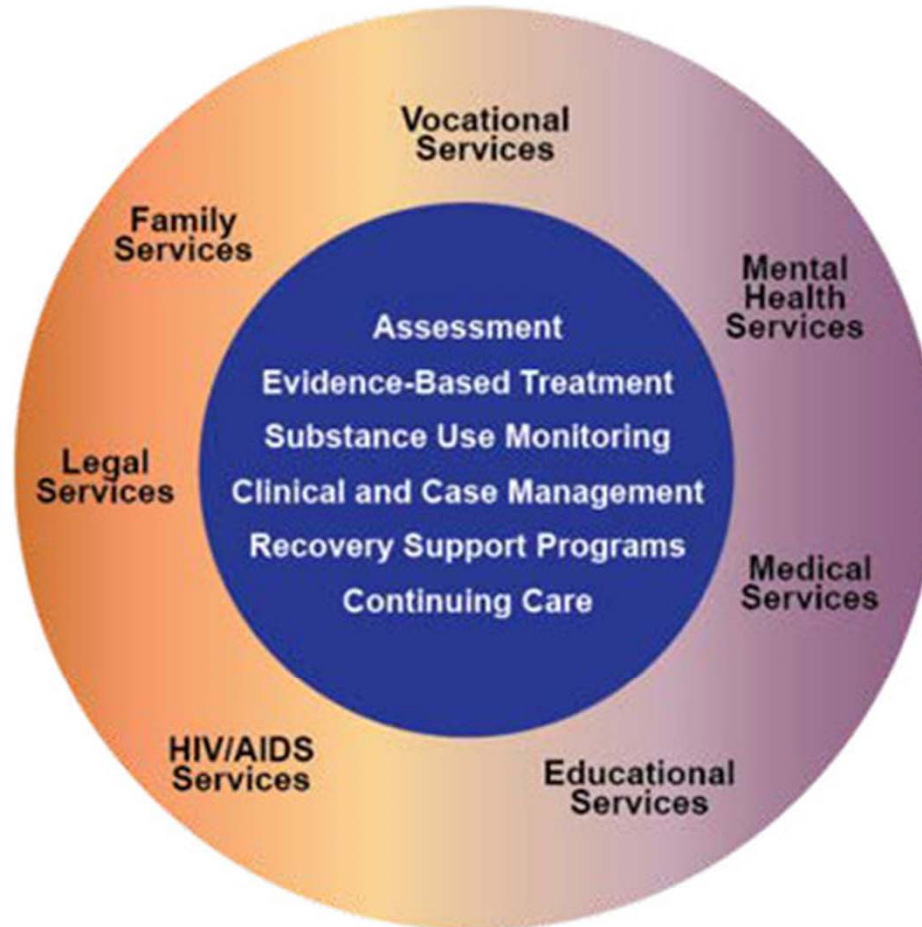 Vocational
Services
Family
Services
Mental
Health
Services
Assessment
Evidence-Based Treatment
Substance Use Monitoring
Clinical and Case Management
Recovery Support Programs
Continuing Care
Legal
Services
Medical
Services
HIV/AIDS
Services
Educational
Services